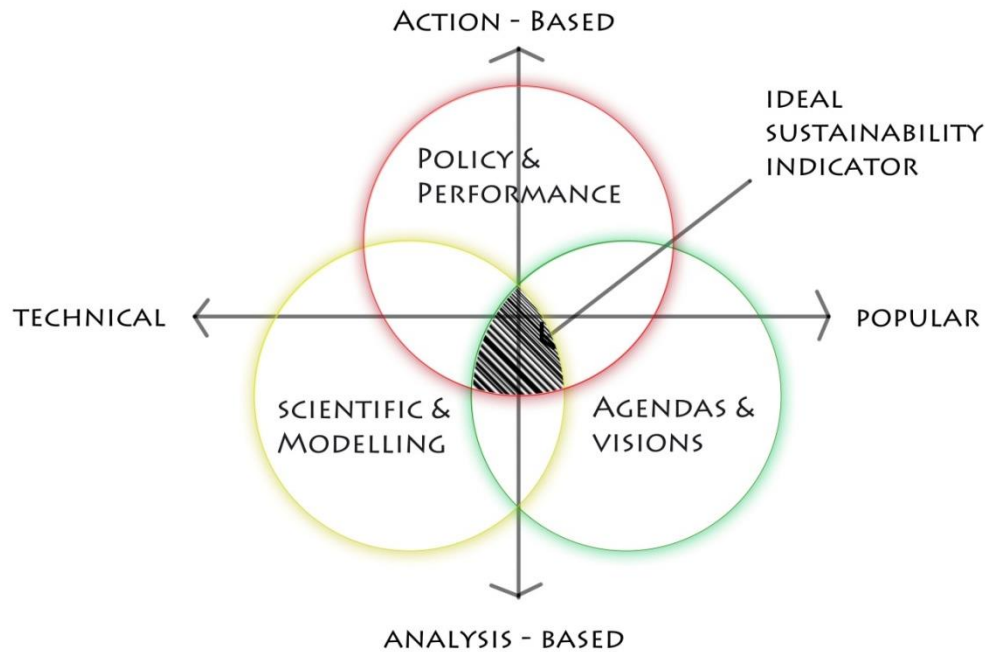 ACTION - BASED
IDEAL
SUSTAINABILITY
INDICATOR
POLICY &
PERFORMANCE
TECHNICAL
POPULAR
SCIENTIFIC &
MODELLING
AGENDAS &
VISIONS
ANALYSIS - BASED